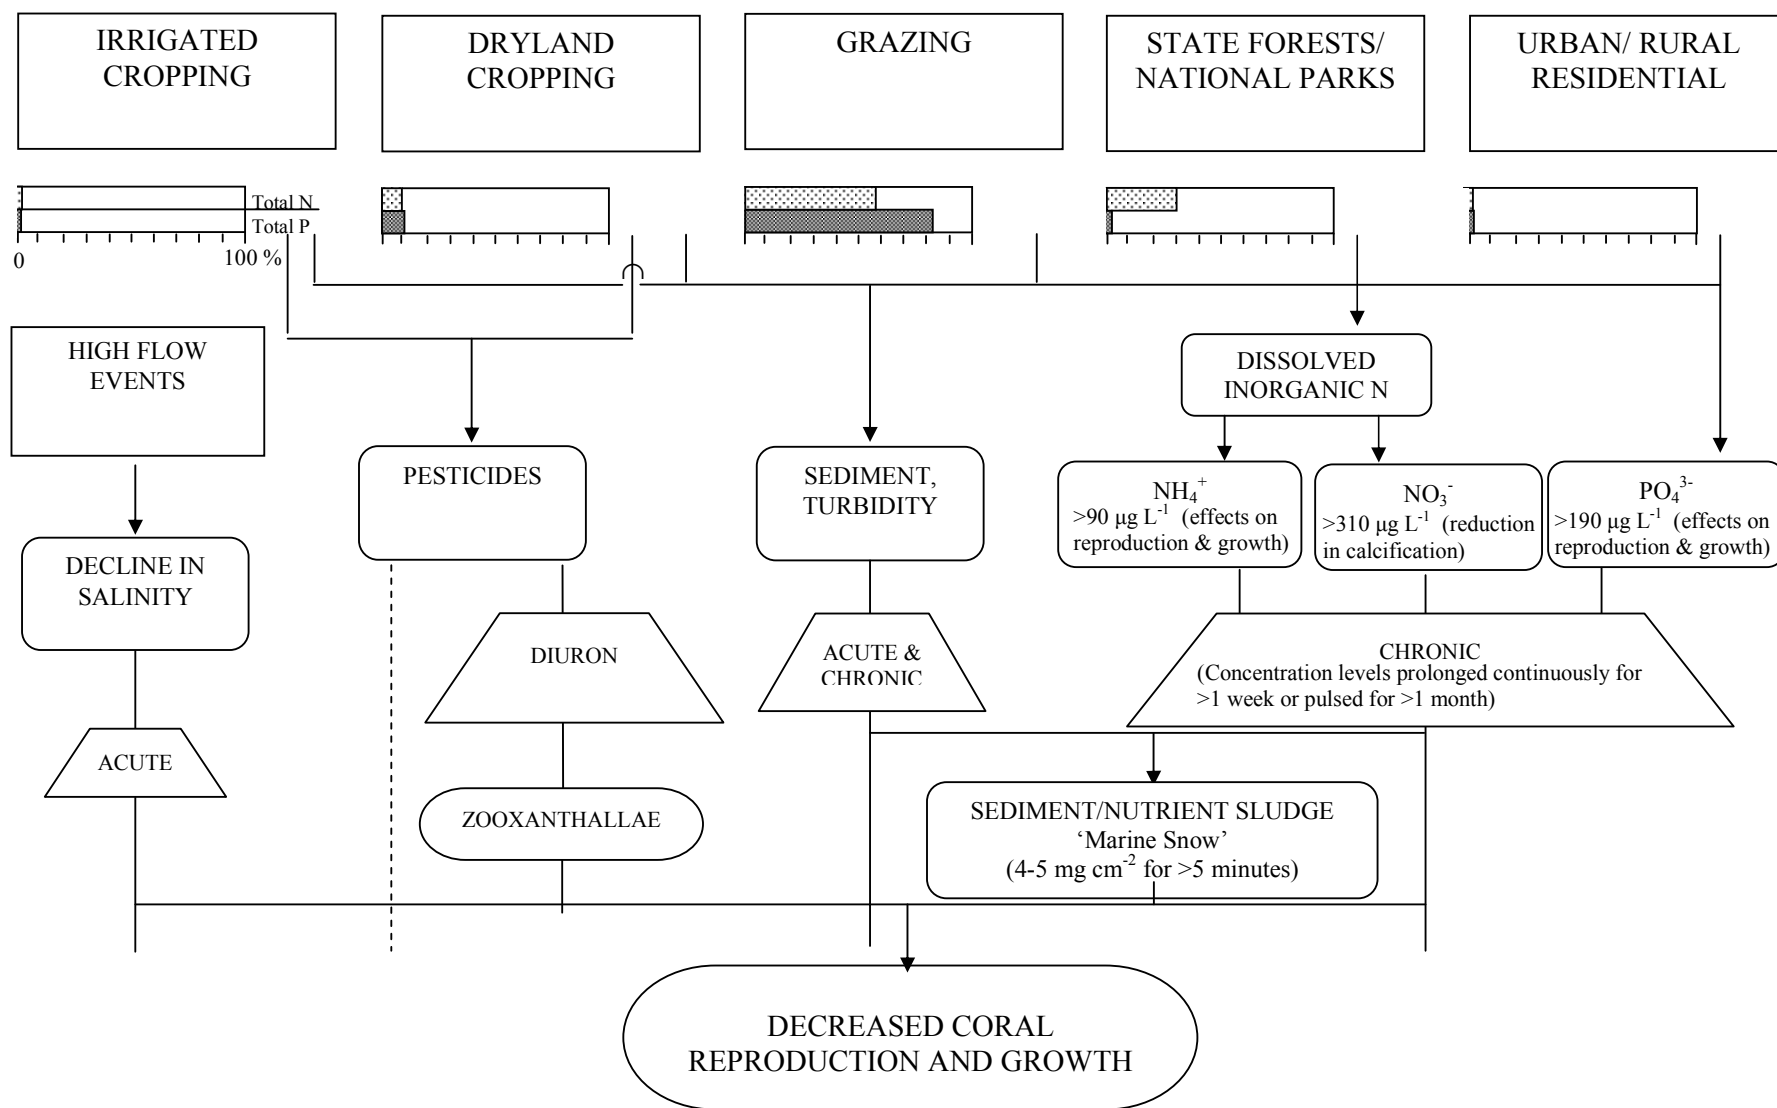 IRRIGATED
CROPPING
DRYLAND
CROPPING
GRAZING
STATE FORESTS/
NATIONAL PARKS
URBAN/ RURAL
RESIDENTIAL
Total N
Total P
0
100 %
HIGH FLOW
EVENTS
DISSOLVED
INORGANIC N
PESTICIDES
SEDIMENT,
TURBIDITY
NH₄⁺
>90 µg L⁻¹ (effects on
reproduction & growth)
NO₃⁻
>310 µg L⁻¹ (reduction
in calcification)
PO₄³⁻
>190 µg L⁻¹ (effects on
reproduction & growth)
DECLINE IN
SALINITY
DIURON
ACUTE &
CHRONIC
CHRONIC
(Concentration levels prolonged continuously for
>1 week or pulsed for >1 month)
ACUTE
ZOOXANTHALLAE
SEDIMENT/NUTRIENT SLUDGE
‘Marine Snow’
(4-5 mg cm⁻² for >5 minutes)
DECREASED CORAL
REPRODUCTION AND GROWTH